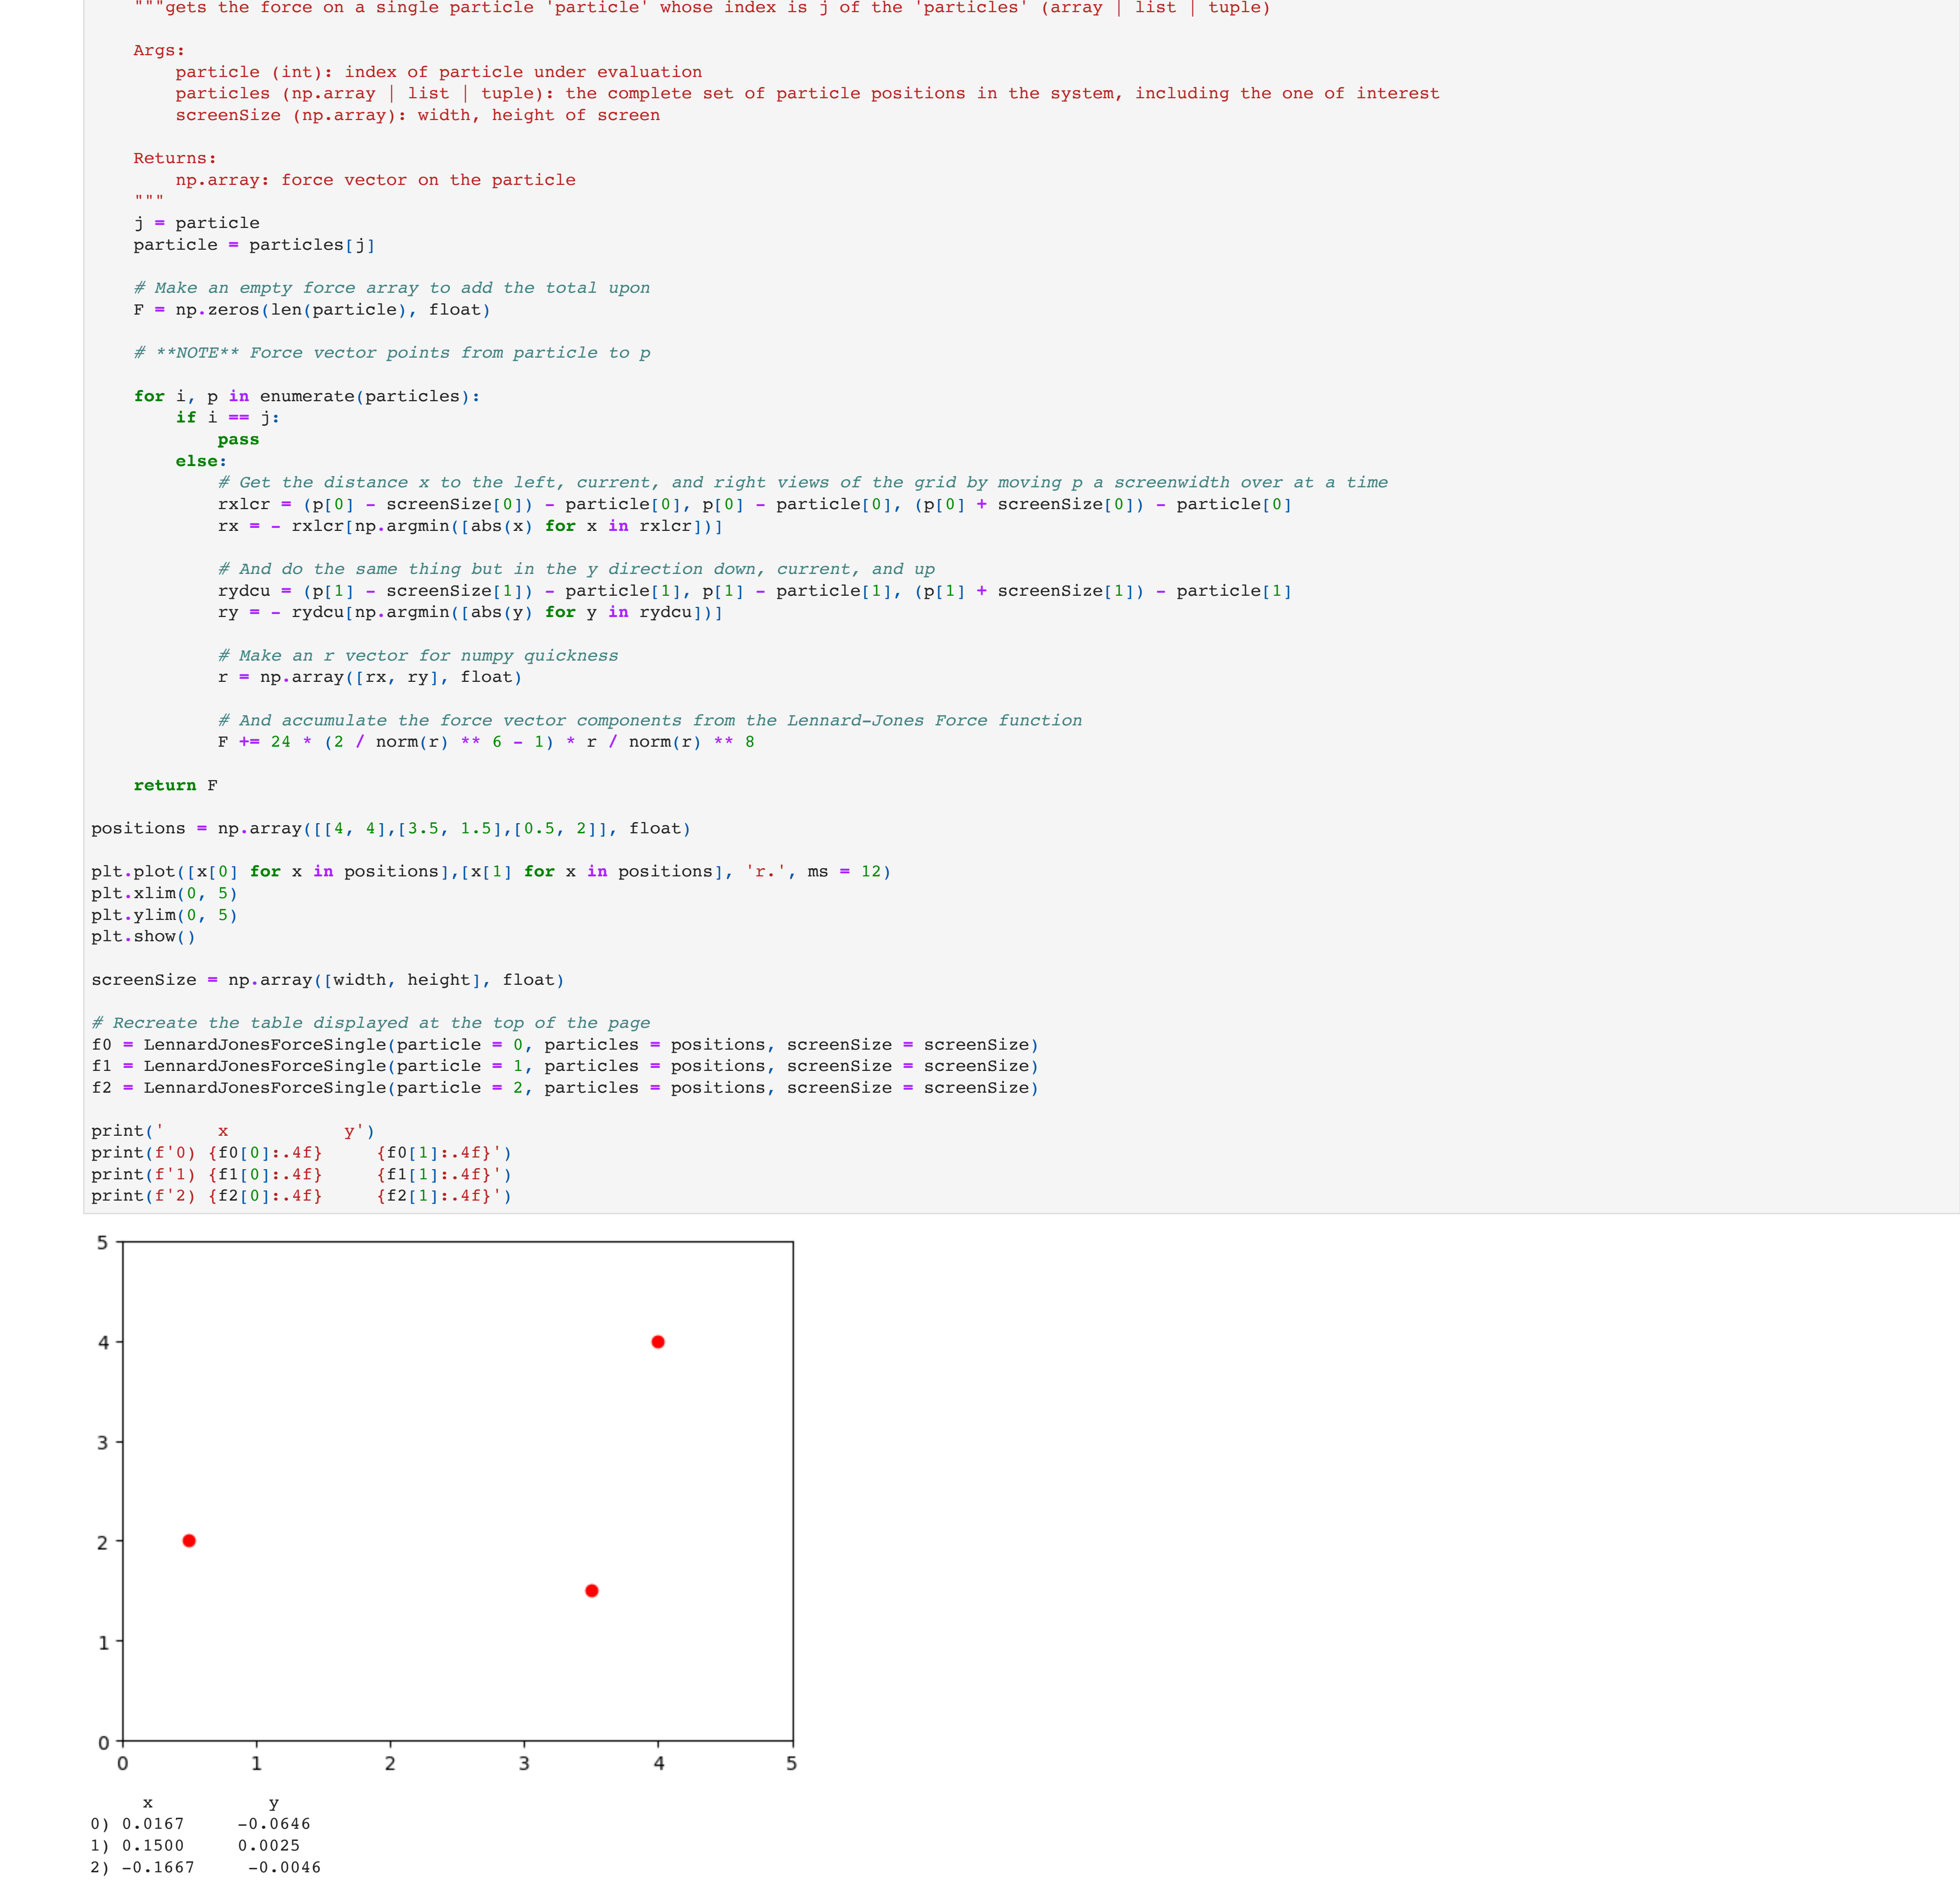 """gets the force on a single particle 'particle' whose index is j of the 'particles' (array | list | tuple)
Args:
particle (int): index of particle under evaluation
particles (np.array | list | tuple): the complete set of particle positions in the system, including the one of interest
screenSize (np.array): width, height of screen
Returns:
np.array: force vector on the particle
"""
j = particle
particle = particles[j]
# Make an empty force array to add the total upon
F = np.zeros(len(particle), float)
# **NOTE** Force vector points from particle to p
for i, p in enumerate(particles):
if i == j:
pass
else:
# Get the distance x to the left, current, and right views of the grid by moving p a screenwidth over at a time
rxlcr = (p[0] - screenSize[0]) - particle[0], p[0] - particle[0], (p[0] + screenSize[0]) - particle[0]
rx = - rxlcr[np.argmin([abs(x) for x in rxlcr])]
# And do the same thing but in the y direction down, current, and up
rydcu = (p[1] - screenSize[1]) - particle[1], p[1] - particle[1], (p[1] + screenSize[1]) - particle[1]
ry = - rydcu[np.argmin([abs(y) for y in rydcu])]
# Make an r vector for numpy quickness
r = np.array([rx, ry], float)
# And accumulate the force vector components from the Lennard-Jones Force function
F += 24 * (2 / norm(r) ** 6 - 1) * r / norm(r) ** 8
return F
positions = np.array([[4, 4],[3.5, 1.5],[0.5, 2]], float)
plt.plot([x[0] for x in positions],[x[1] for x in positions], 'r.', ms = 12)
plt.xlim(0, 5)
plt.ylim(0, 5)
plt.show()
screenSize = np.array([width, height], float)
# Recreate the table displayed at the top of the page
f0 = LennardJonesForceSingle(particle = 0, particles = positions, screenSize = screenSize)
f1 = LennardJonesForceSingle(particle = 1, particles = positions, screenSize = screenSize)
f2 = LennardJonesForceSingle(particle = 2, particles = positions, screenSize = screenSize)
print('     x           y')
print(f'0) {f0[0]:.4f}     {f0[1]:.4f}')
print(f'1) {f1[0]:.4f}     {f1[1]:.4f}')
print(f'2) {f2[0]:.4f}     {f2[1]:.4f}')
5
4
3
2
1
0
0 1 2 3 4 5
x y
0) 0.0167 -0.0646
1) 0.1500 0.0025
2) -0.1667 -0.0046